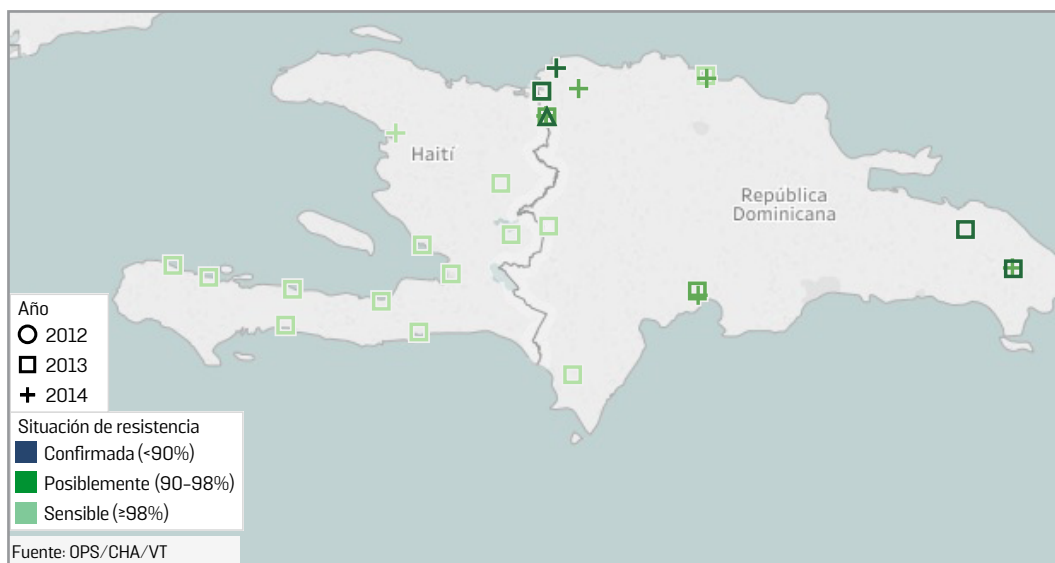 Haití
República
Dominicana
Año
2012
2013
2014
Situación de resistencia
Confirmada (<90%)
Posiblemente (90-98%)
Sensible (≥98%)
Fuente: OPS/CHA/VT